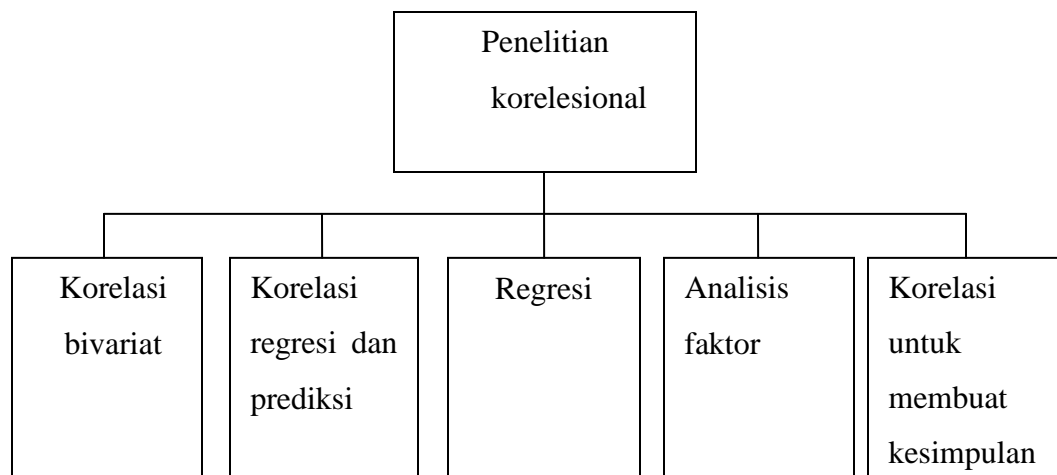 Penelitian
korelesional
Korelasi
bivariat
Korelasi
regresi dan
prediksi
Regresi
Analisis
faktor
Korelasi
untuk
membuat
kesimpulan